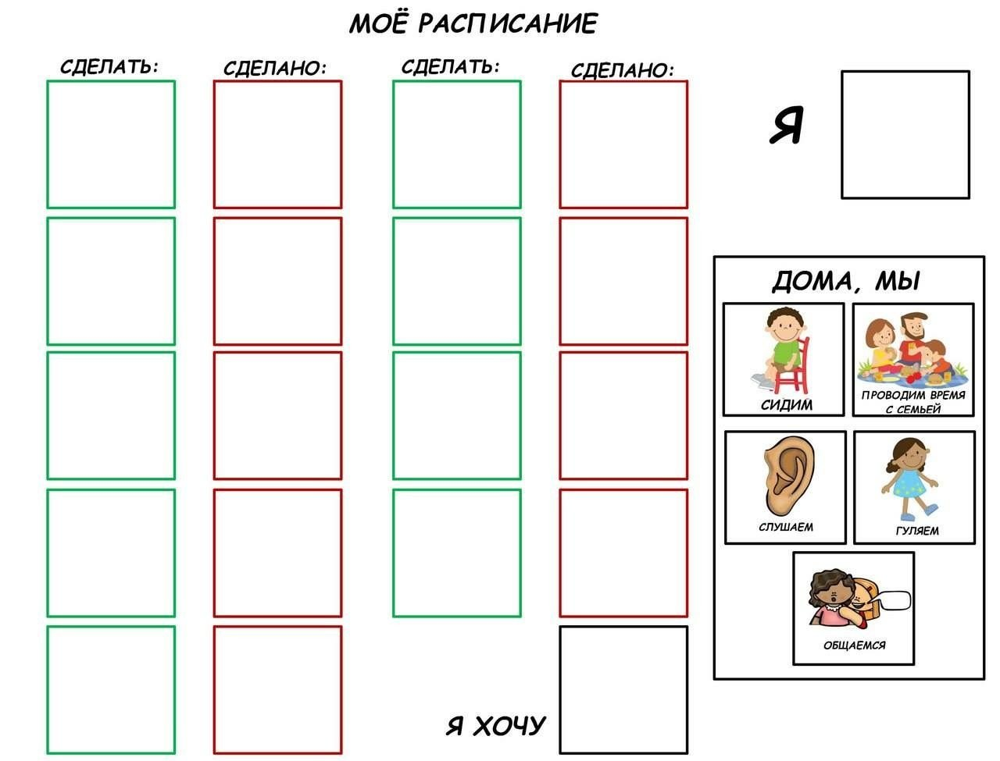 МОЁ РАСПИСАНИЕ
СДЕЛАТЬ:
СДЕЛАНО:
СДЕЛАТЬ:
СДЕЛАНО:
Я
ДОМА, МЫ
СИДИМ
ПРОВОДИМ ВРЕМЯ
С СЕМЬЕЙ
СЛУШАЕМ
ГУЛЯЕМ
ОБЩАЕМСЯ
Я ХОЧУ